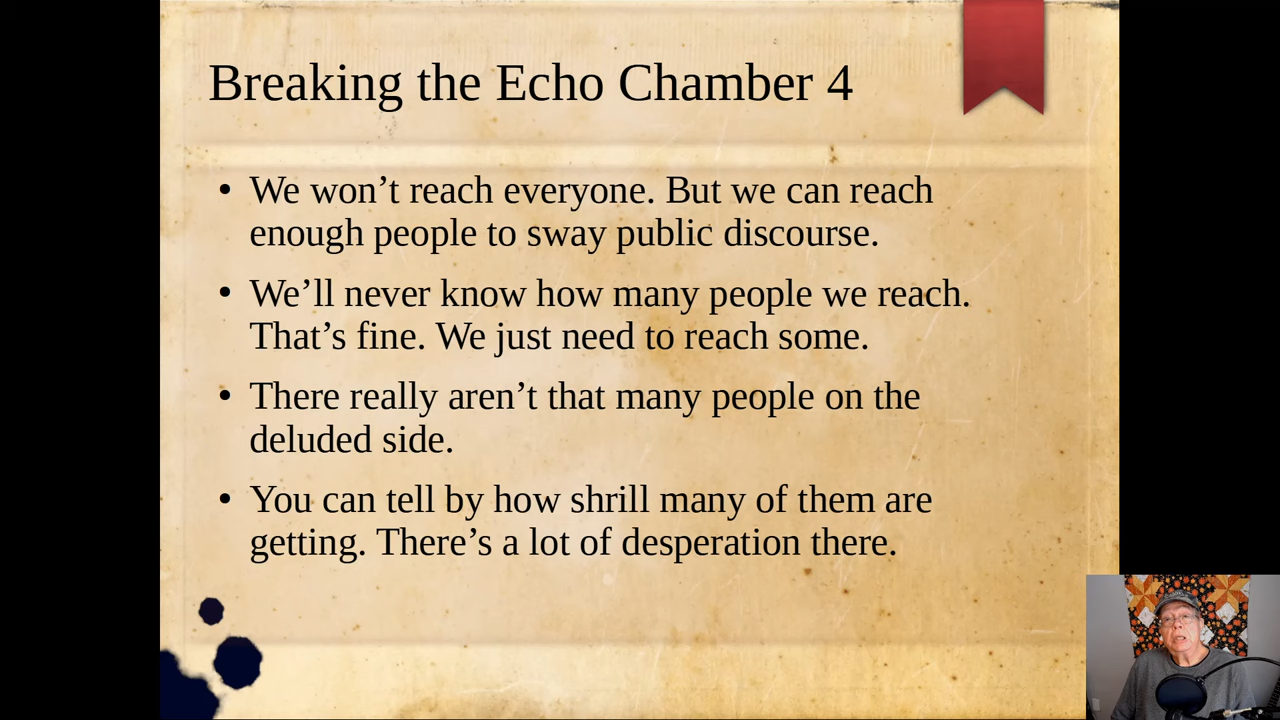 Breaking the Echo Chamber 4
• We won’t reach everyone. But we can reach
enough people to sway public discourse.
• We’ll never know how many people we reach.
That’s fine. We just need to reach some.
• There really aren’t that many people on the
deluded side.
• You can tell by how shrill many of them are
getting. There’s a lot of desperation there.